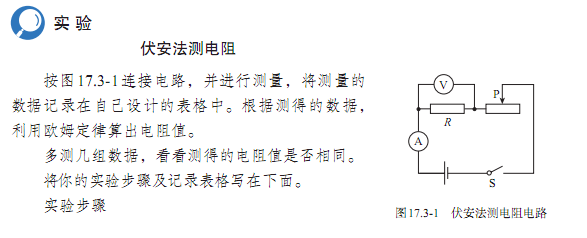 实验
伏安法测电阻
按图17.3-1连接电路，并进行测量，将测量的
数据记录在自己设计的表格中。根据测得的数据，
利用欧姆定律算出电阻值。
多测几组数据，看看测得的电阻值是否相同。
将你的实验步骤及记录表格写在下面。
实验步骤
V
P
R
A
S
图17.3-1 伏安法测电阻电路